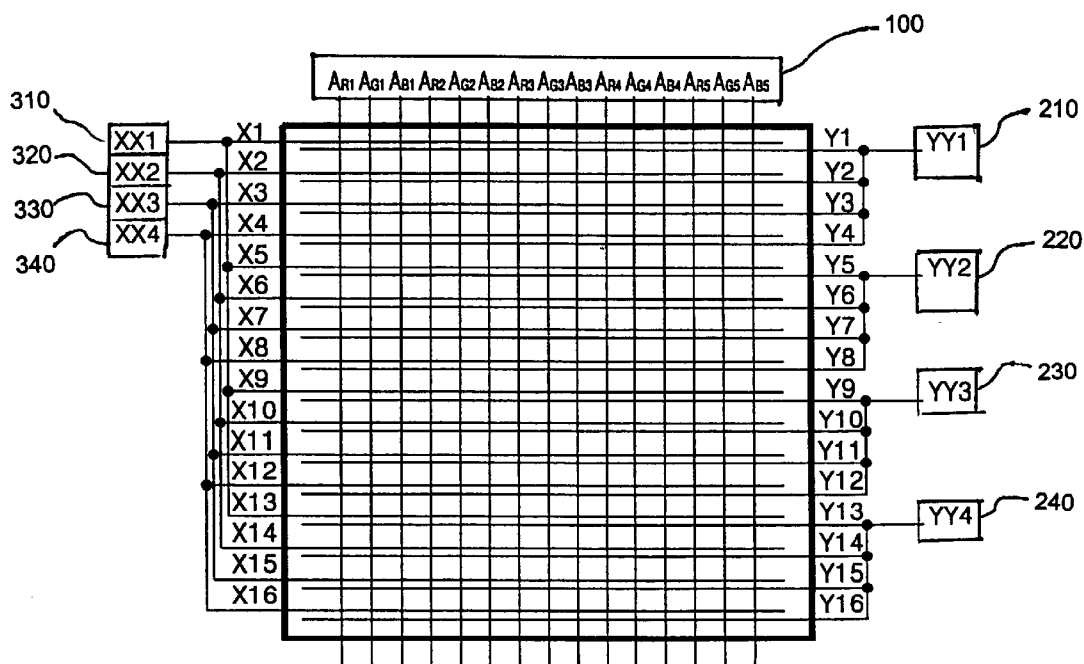 100
AR1 AG1 AB1 AR2 AG2 AB2 AR3 AG3 AB3 AR4 AG4 AB4 AR5 AG5 AB5
310
320
330
340
XX1
XX2
XX3
XX4
X1
X2
X3
X4
X5
X6
X7
X8
X9
X10
X11
X12
X13
X14
X15
X16
Y1
Y2
Y3
Y4
Y5
Y6
Y7
Y8
Y9
Y10
Y11
Y12
Y13
Y14
Y15
Y16
YY1
210
YY2
220
YY3
230
YY4
240